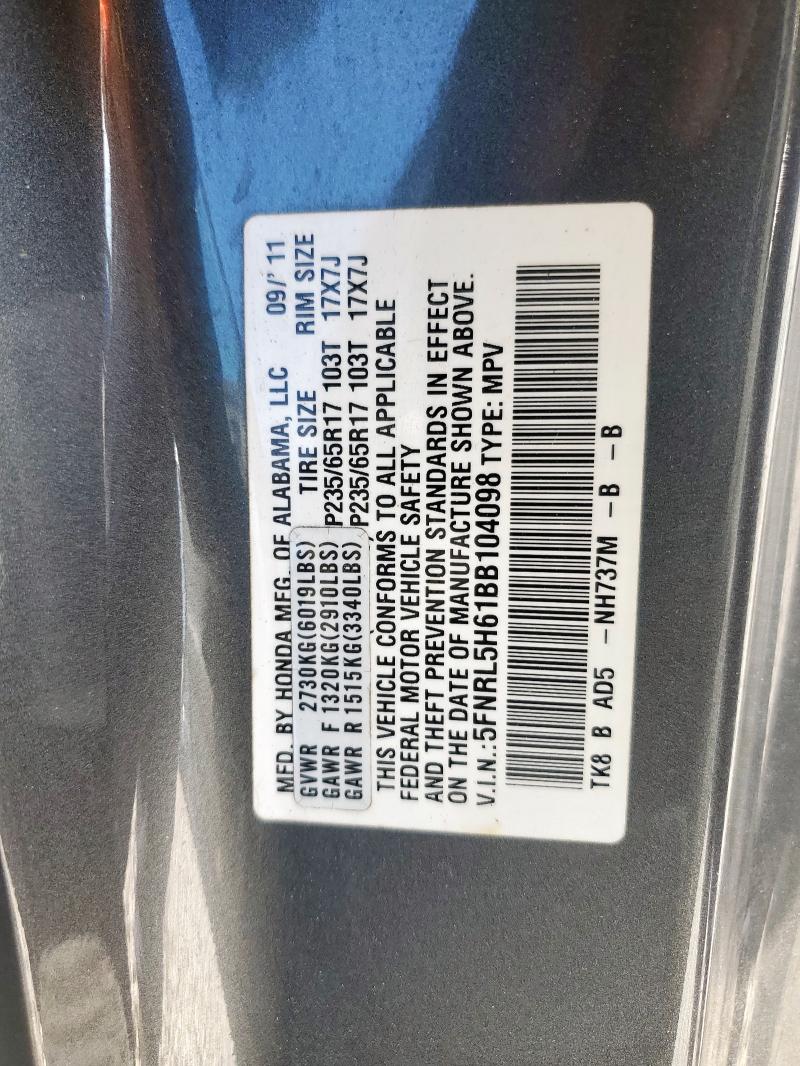 MFD. BY HONDA MFG. OF ALABAMA, LLC 09/'11
GVWR 2730KG(6019LBS) TIRE SIZE RIM SIZE
GAWR F 1320KG(2910LBS) P235/65R17 103T 17X7J
GAWR R 1515KG(3340LBS) P235/65R17 103T 17X7J
THIS VEHICLE CONFORMS TO ALL APPLICABLE
FEDERAL MOTOR VEHICLE SAFETY
AND THEFT PREVENTION STANDARDS IN EFFECT
ON THE DATE OF MANUFACTURE SHOWN ABOVE.
V.I.N.:5FNRL5H61BB104098 TYPE: MPV
TK8 B AD5 -NH737M -B -B